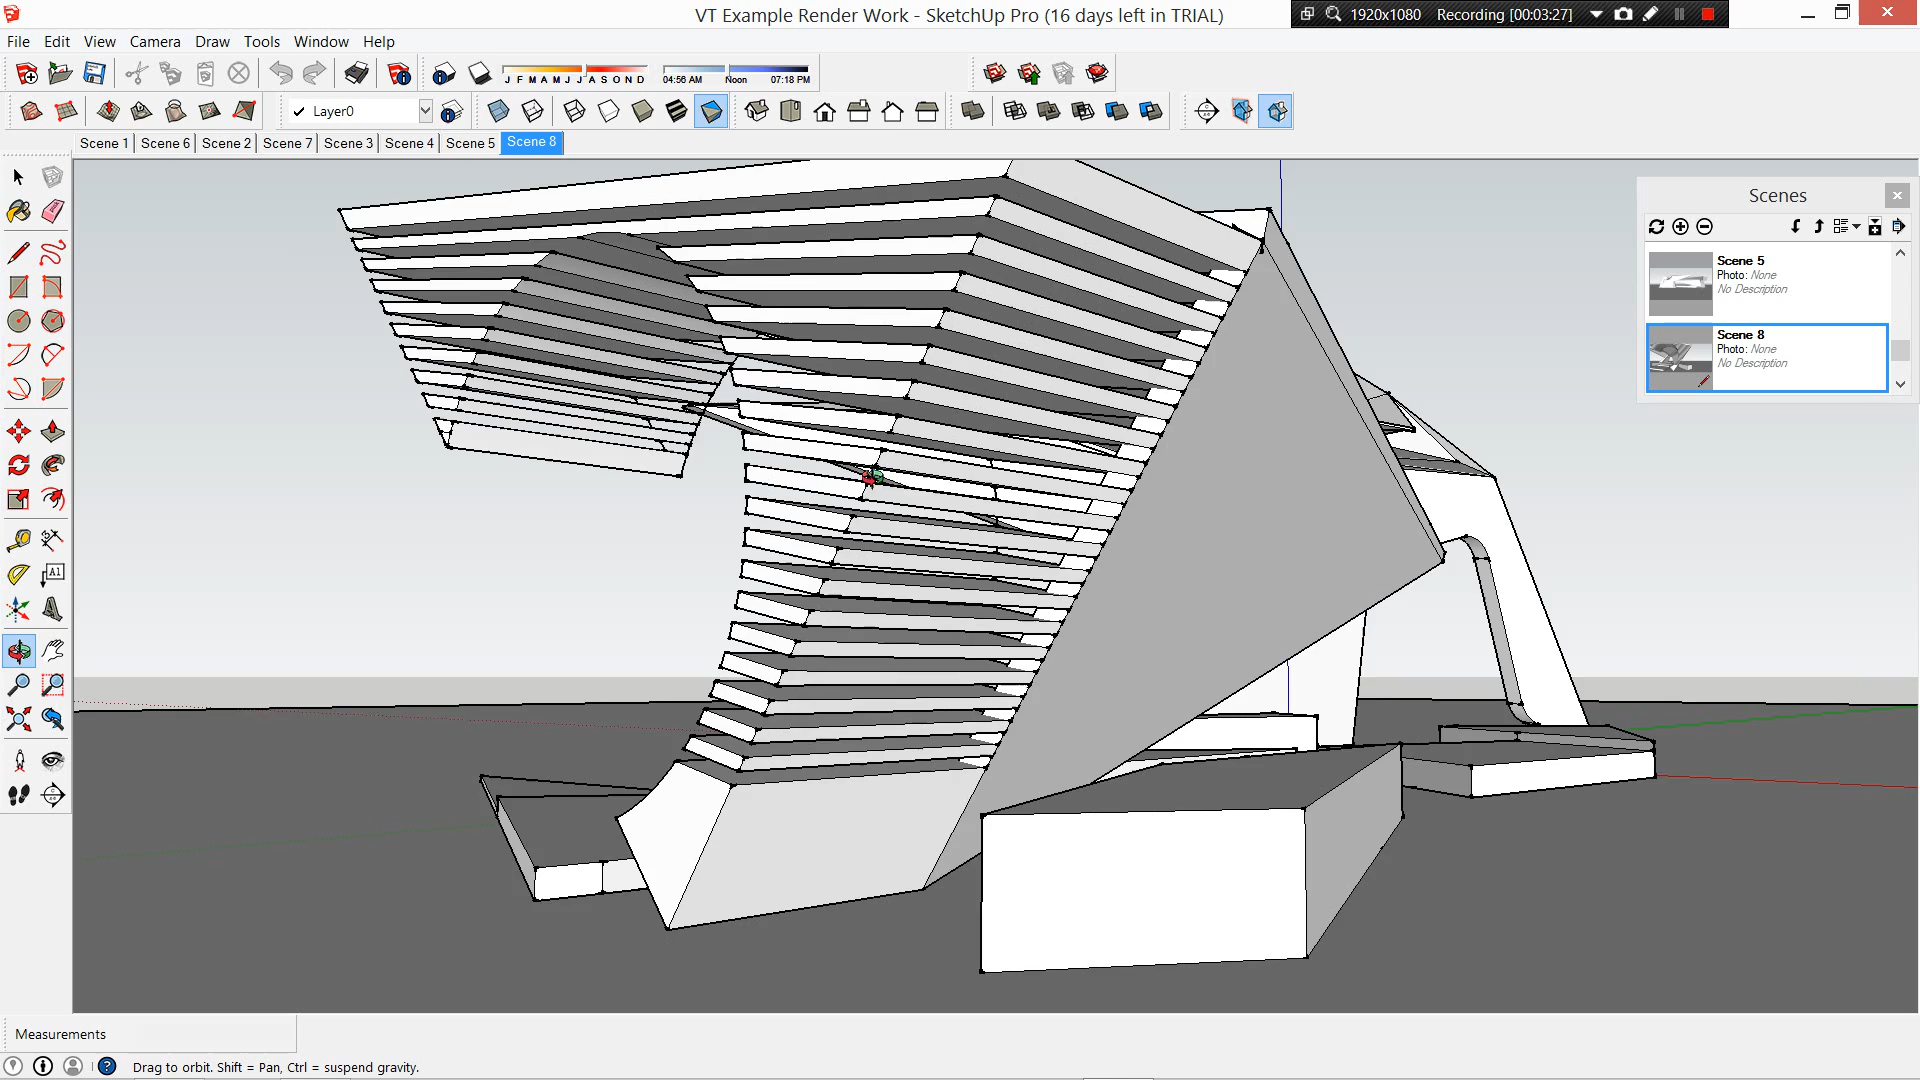 VT Example Render Work - SketchUp Pro (16 days left in TRIAL)
1920x1080 Recording [00:03:27]
File Edit View Camera Draw Tools Window Help
J F M A M J J A S O N D
04:56 AM Noon 07:18 PM
Layer0
Scene 1 Scene 6 Scene 2 Scene 7 Scene 3 Scene 4 Scene 5 Scene 8
Scenes
Scene 5
Photo: None
No Description
Scene 8
Photo: None
No Description
A1
Measurements
Drag to orbit. Shift = Pan, Ctrl = suspend gravity.